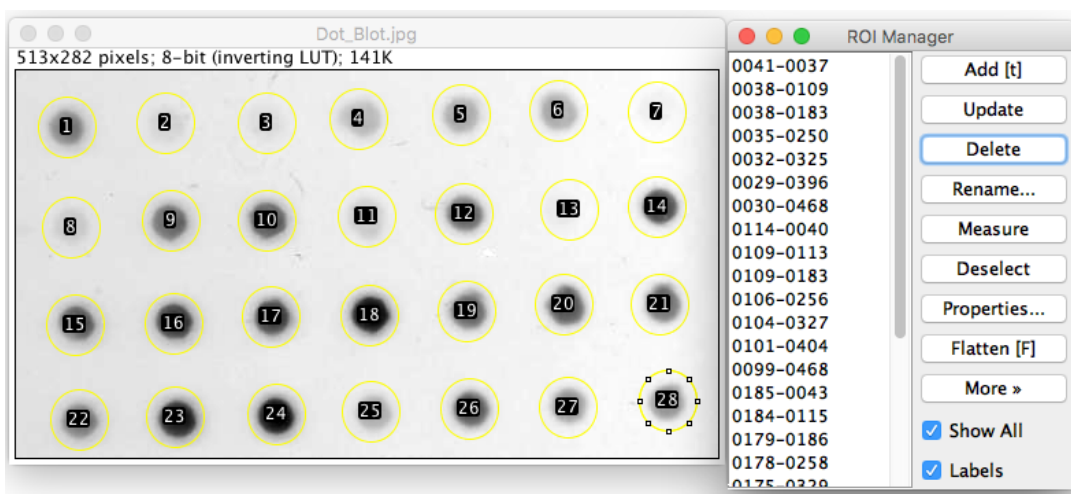 Dot_Blot.jpg
513x282 pixels; 8-bit (inverting LUT); 141K
1 2 3 4 5 6 7
8 9 10 11 12 13 14
15 16 17 18 19 20 21
22 23 24 25 26 27 28
ROI Manager
0041-0037
0038-0109
0038-0183
0035-0250
0032-0325
0029-0396
0030-0468
0114-0040
0109-0113
0109-0183
0106-0256
0104-0327
0101-0404
0099-0468
0185-0043
0184-0115
0179-0186
0178-0258
0175-0329
Add [t]
Update
Delete
Rename...
Measure
Deselect
Properties...
Flatten [F]
More »
Show All
Labels